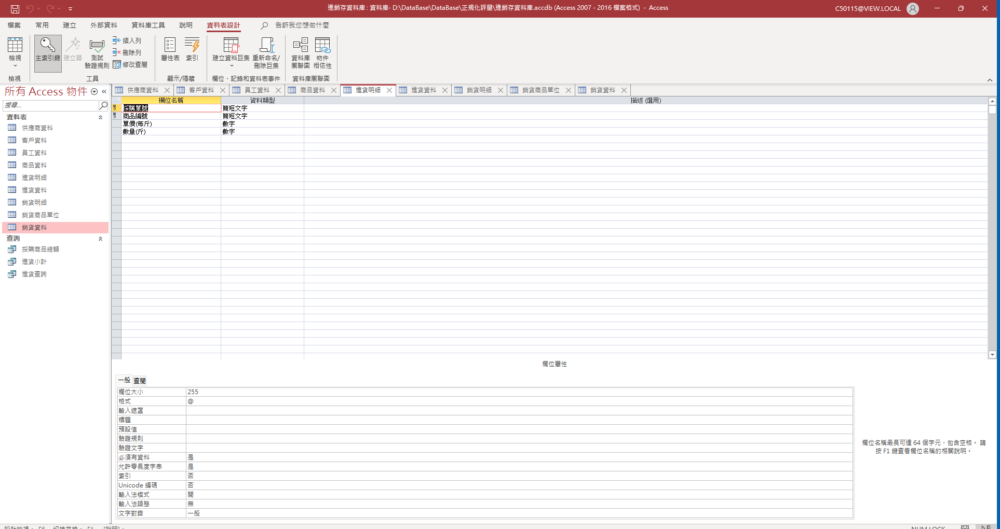 進銷存資料庫 : 資料庫- D:\DataBase\DataBase\正規化評量\進銷存資料庫.accdb (Access 2007 - 2016 檔案格式) - Access
C50115@VIEW.LOCAL
檔案 常用 建立 外部資料 資料庫工具 說明 資料表設計 告訴我您想做什麼
檢視 主索引鍵 建立器 測試 驗證規則 插入列 刪除列 修改查閱 屬性表 索引 建立資料巨集 重新命名/ 刪除巨集 資料庫 關聯圖 物件 相依性
檢視 工具 顯示/隱藏 欄位、記錄和資料表事件 資料庫關聯圖
所有 Access 物件 «
搜尋...
資料表
供應商資料
客戶資料
員工資料
商品資料
進貨明細
進貨資料
銷貨明細
銷貨商品單位
銷貨資料
查詢
採購商品總額
進貨小計
進貨查詢
供應商資料 客戶資料 員工資料 商品資料 進貨明細 進貨資料 銷貨明細 銷貨商品單位 銷貨資料
欄位名稱 資料類型 描述 (選用)
採購單號 簡短文字
商品編號 簡短文字
單價(每斤) 數字
數量(斤) 數字
欄位屬性
一般 查閱
欄位大小 255
格式 @
輸入遮罩
標題
預設值
驗證規則
驗證文字
必須有資料 是
允許零長度字串 是
索引 否
Unicode 編碼 否
輸入法模式 開
輸入法語態 無
文字對齊 一般
欄位名稱最長可達 64 個字元，包含空格。 請
按 F1 鍵查看欄位名稱的相關說明。
設計檢視。 F6 = 切換窗格。 F1 = [說明]。
NUM LOCK